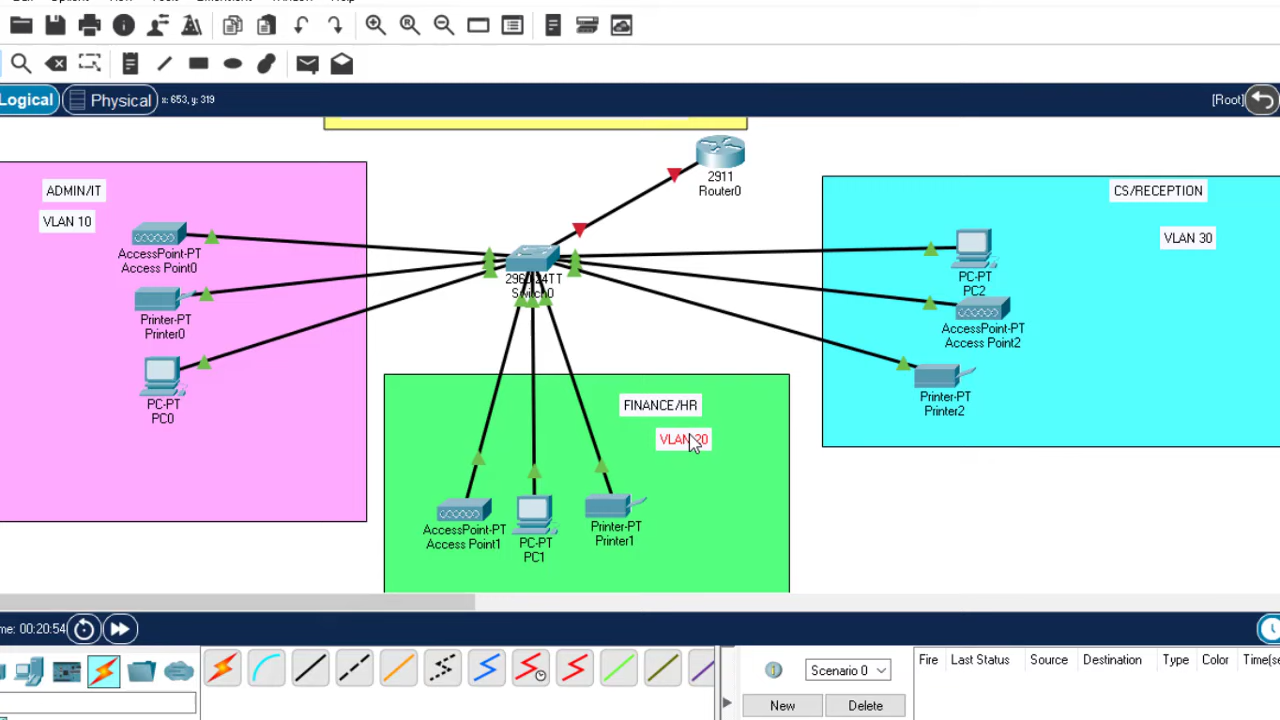 Logical
Physical
x: 653, y: 319
[Root]
2911
Router0
ADMIN/IT
VLAN 10
AccessPoint-PT
Access Point0
Printer-PT
Printer0
PC-PT
PC0
Switch0
CS/RECEPTION
VLAN 30
PC-PT
PC2
AccessPoint-PT
Access Point2
Printer-PT
Printer2
FINANCE/HR
VLAN 20
AccessPoint-PT
Access Point1
PC-PT
PC1
Printer-PT
Printer1
me: 00:20:54
Scenario 0
New
Delete
Fire
Last Status
Source
Destination
Type
Color
Time(se